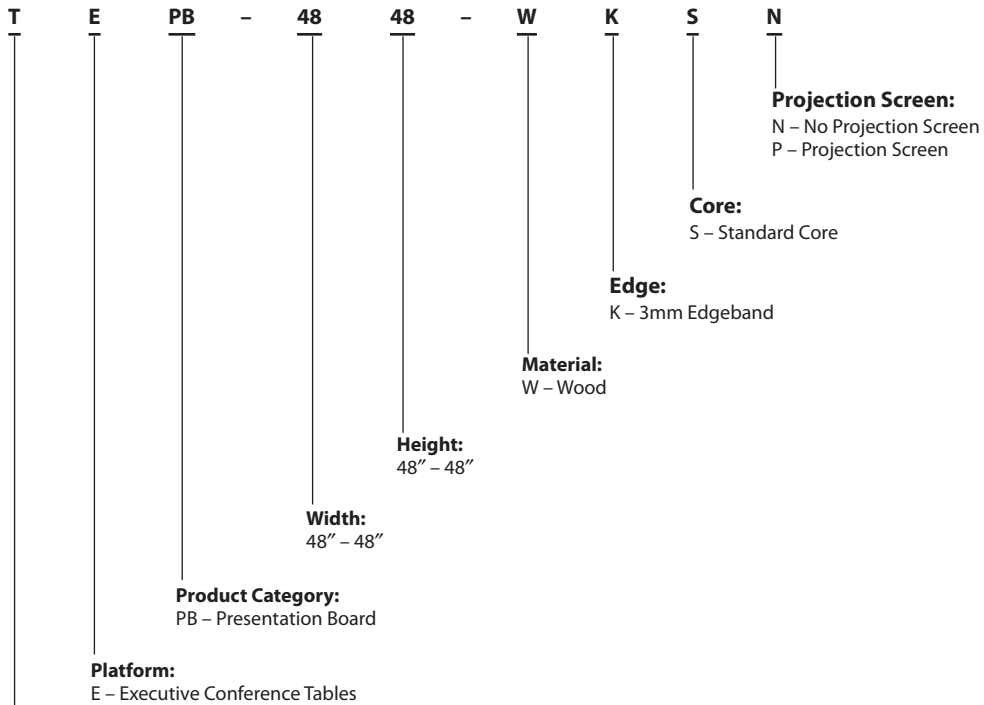 T E PB – 48 48 – W K S N
Projection Screen:
N – No Projection Screen
P – Projection Screen
Core:
S – Standard Core
Edge:
K – 3mm Edgeband
Material:
W – Wood
Height:
48″ – 48″
Width:
48″ – 48″
Product Category:
PB – Presentation Board
Platform:
E – Executive Conference Tables